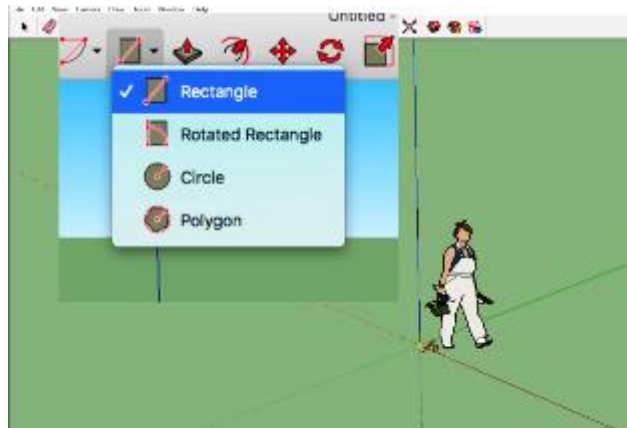 Untitled
Rectangle
Rotated Rectangle
Circle
Polygon